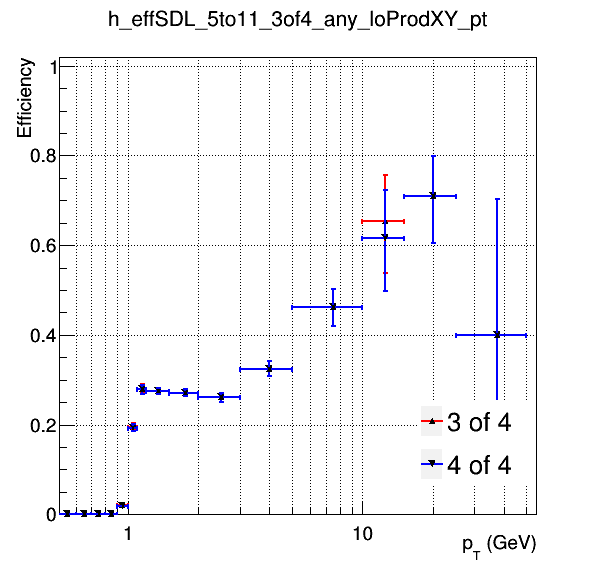 h_effSDL_5to11_3of4_any_loProdXY_pt
Efficiency
1
0.8
0.6
0.4
0.2
0
3 of 4
4 of 4
1
10
p_T (GeV)